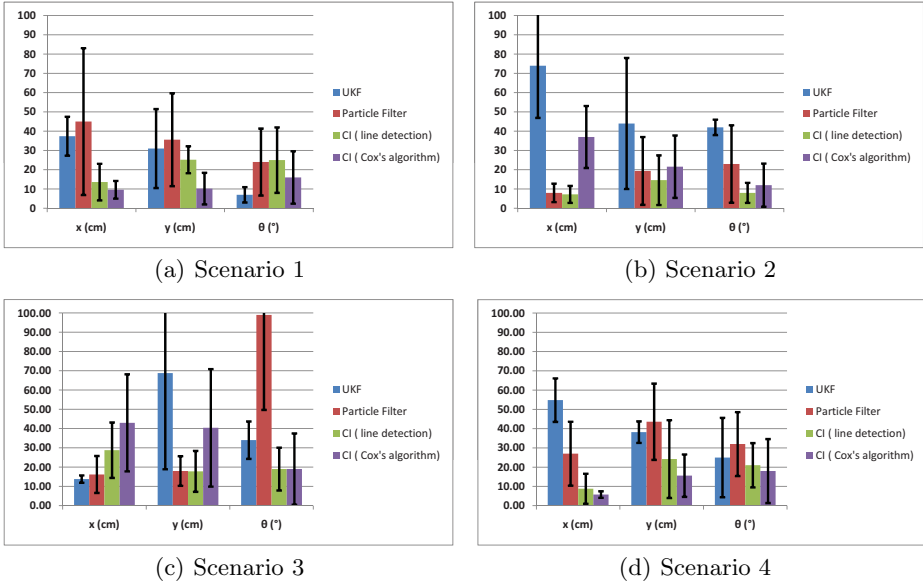 100
90
80
70
60
50
40
30
20
10
0
x (cm)
y (cm)
θ (°)
UKF
Particle Filter
CI ( line detection)
CI ( Cox's algorithm)
(a) Scenario 1
100
90
80
70
60
50
40
30
20
10
0
x (cm)
y (cm)
θ (°)
UKF
Particle Filter
CI ( line detection)
CI ( Cox's algorithm)
(b) Scenario 2
100.00
90.00
80.00
70.00
60.00
50.00
40.00
30.00
20.00
10.00
0.00
x (cm)
y (cm)
θ (°)
UKF
Particle Filter
CI ( line detection)
CI ( Cox's algorithm)
(c) Scenario 3
100.00
90.00
80.00
70.00
60.00
50.00
40.00
30.00
20.00
10.00
0.00
x (cm)
y (cm)
θ (°)
UKF
Particle Filter
CI ( line detection)
CI ( Cox's algorithm)
(d) Scenario 4